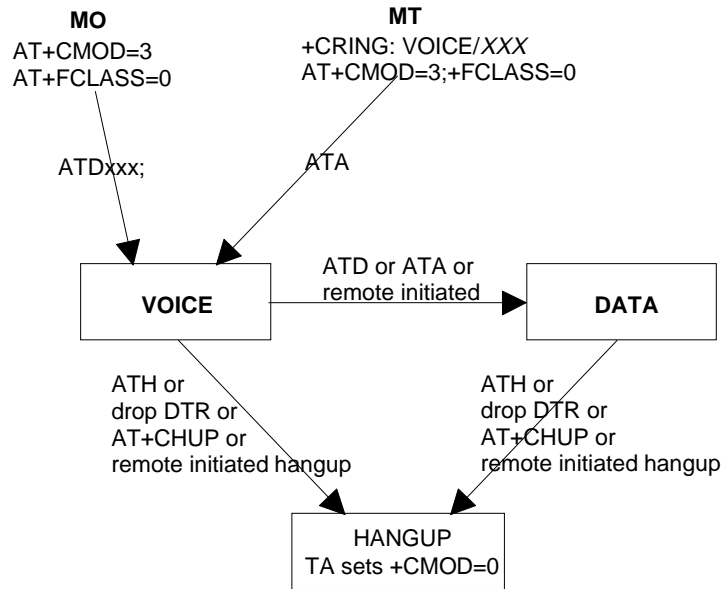 MO
AT+CMOD=3
AT+FCLASS=0
MT
+CRING: VOICE/XXX
AT+CMOD=3;+FCLASS=0
ATDxxx;
ATA
VOICE
ATD or ATA or
remote initiated
DATA
ATH or
drop DTR or
AT+CHUP or
remote initiated hangup
ATH or
drop DTR or
AT+CHUP or
remote initiated hangup
HANGUP
TA sets +CMOD=0